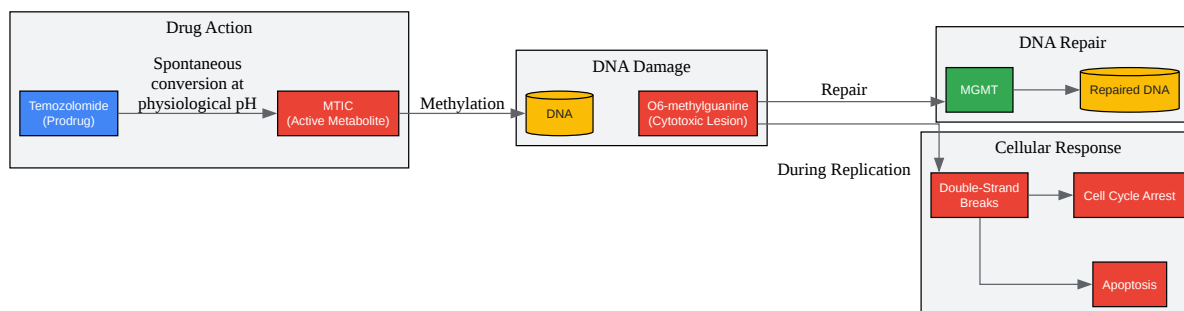 Drug Action
Spontaneous
conversion at
physiological pH
Temozolomide
(Prodrug)
MTIC
(Active Metabolite)
Methylation
DNA Damage
DNA
O6-methylguanine
(Cytotoxic Lesion)
Repair
DNA Repair
MGMT
Repaired DNA
During Replication
Cellular Response
Double-Strand
Breaks
Cell Cycle Arrest
Apoptosis